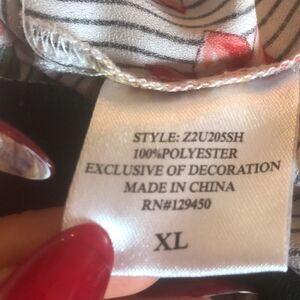 STYLE: Z2U205SH
100%POLYESTER
EXCLUSIVE OF DECORATION
MADE IN CHINA
RN#129450
XL